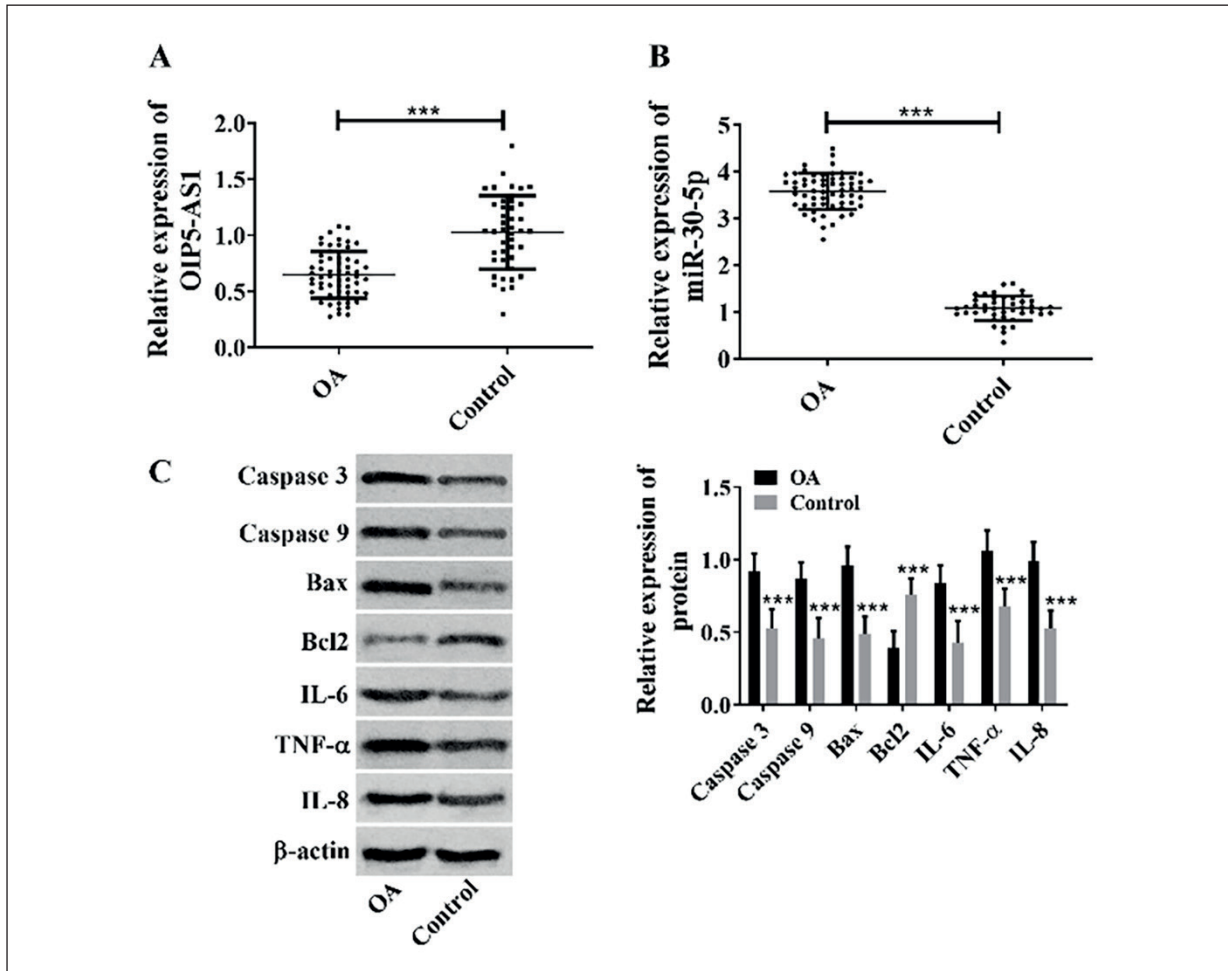 A
Relative expression of
OIP5-AS1
2.0
1.5
1.0
0.5
0.0
***
OA
Control
B
Relative expression of
miR-30-5p
5
4
3
2
1
0
***
OA
Control
C
Caspase 3
Caspase 9
Bax
Bcl2
IL-6
TNF-α
IL-8
β-actin
OA
Control
Relative expression of
protein
1.5
1.0
0.5
0.0
OA
Control
***
***
***
***
***
***
***
Caspase 3
Caspase 9
Bax
Bcl2
IL-6
TNF-α
IL-8